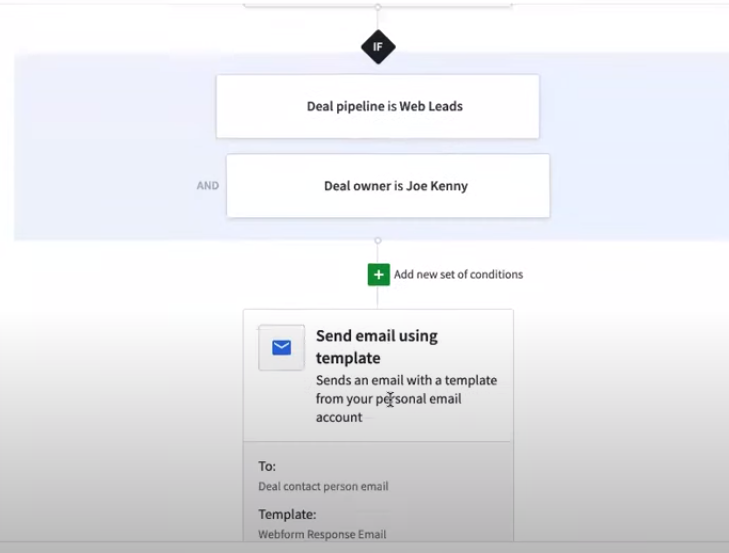 IF
Deal pipeline is Web Leads
AND
Deal owner is Joe Kenny
Add new set of conditions
Send email using
template
Sends an email with a template
from your personal email
account
To:
Deal contact person email
Template:
Webform Response Email